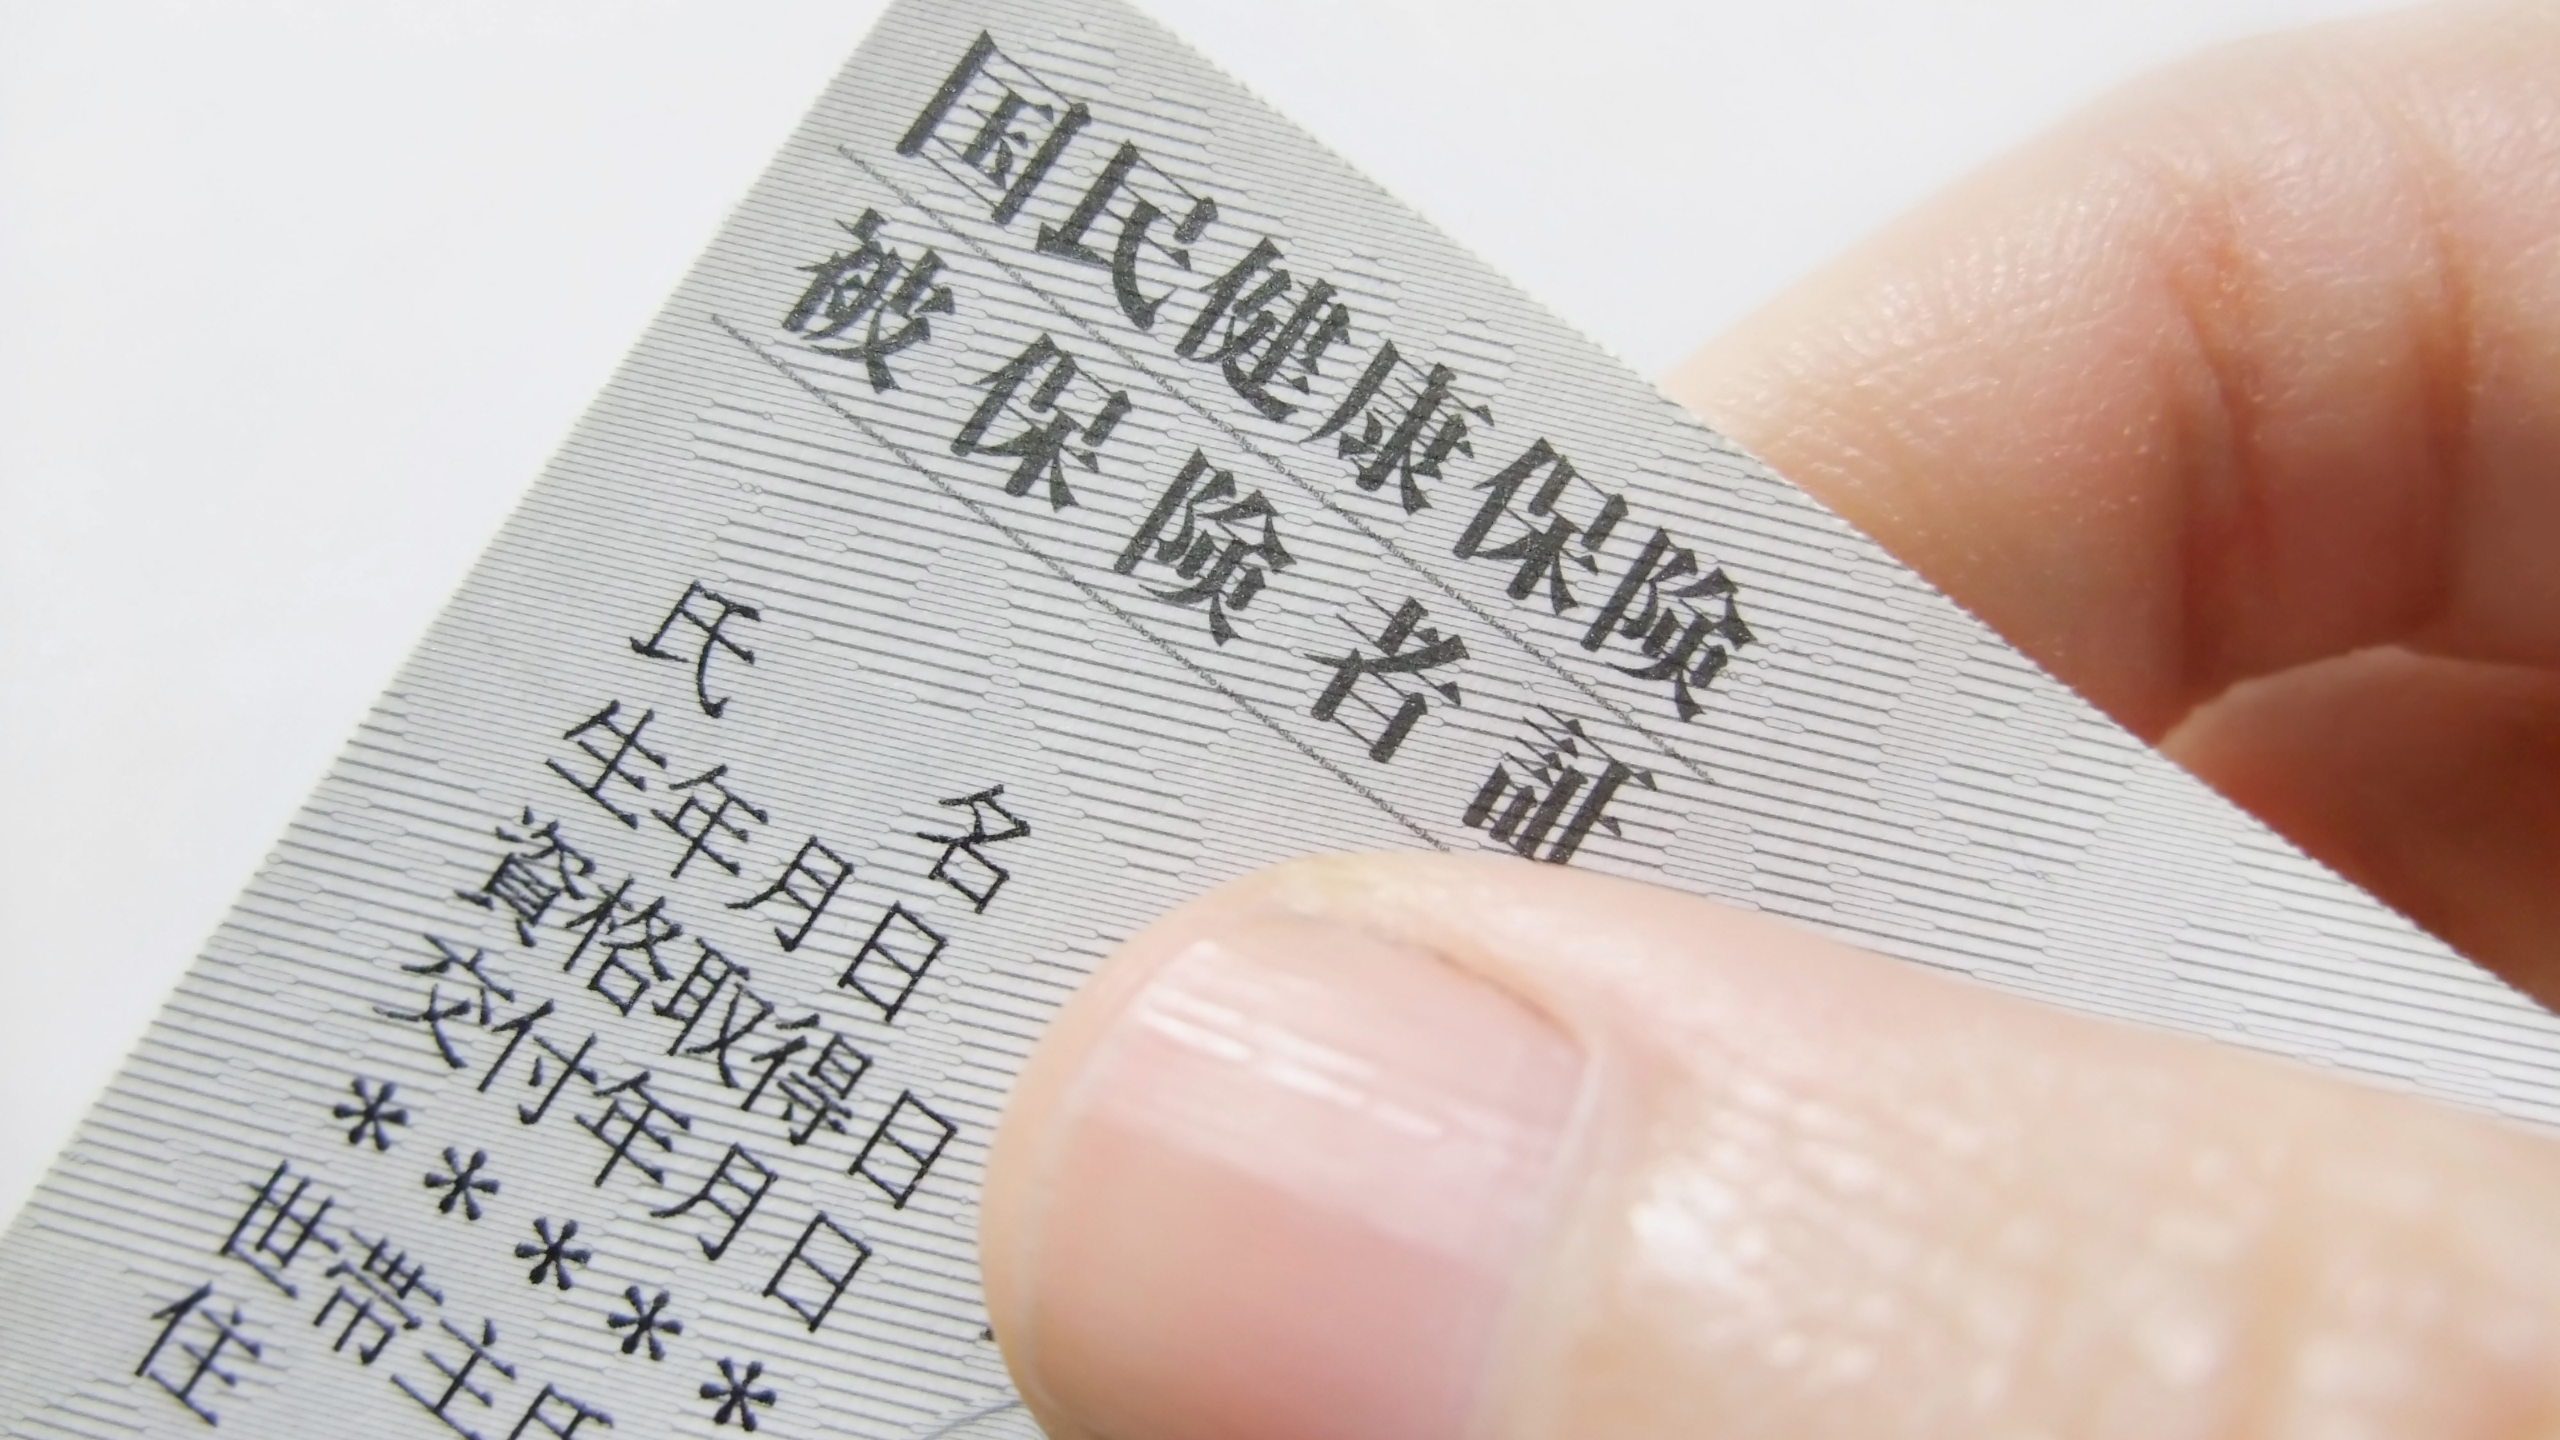 国民健康保険
被保険者証
氏名
生年月日
資格取得日
交付年月日
*****
世帯主氏
住